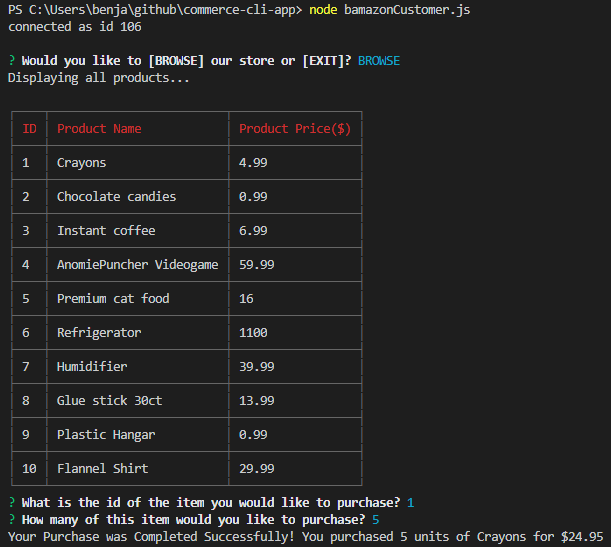 PS C:\Users\benja\github\commerce-cli-app> node bamazonCustomer.js
connected as id 106
? Would you like to [BROWSE] our store or [EXIT]? BROWSE
Displaying all products...
ID Product Name Product Price($)
1 Crayons 4.99
2 Chocolate candies 0.99
3 Instant coffee 6.99
4 AnomiePuncher Videogame 59.99
5 Premium cat food 16
6 Refrigerator 1100
7 Humidifier 39.99
8 Glue stick 30ct 13.99
9 Plastic Hangar 0.99
10 Flannel Shirt 29.99
? What is the id of the item you would like to purchase? 1
? How many of this item would you like to purchase? 5
Your Purchase was Completed Successfully! You purchased 5 units of Crayons for $24.95